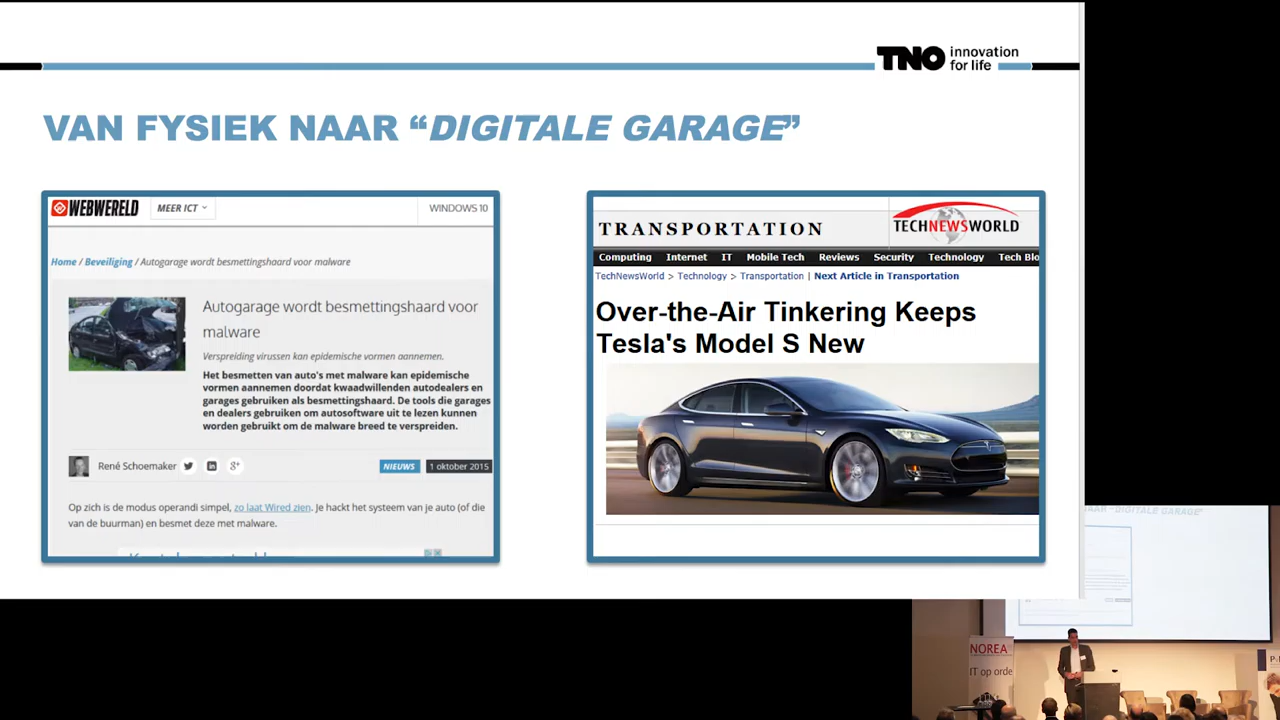 TNO innovation
for life
VAN FYSIEK NAAR “DIGITALE GARAGE”
WEBWERELD
MEER ICT
WINDOWS 10
Home / Beveiliging / Autogarage wordt besmettingshaard voor malware
Autogarage wordt besmettingshaard voor
malware
Verspreiding virussen kan epidemische vormen aannemen.
Het besmetten van auto's met malware kan epidemische
vormen aannemen doordat kwaadwillenden autodealers en
garages gebruiken als besmettingshaard. De tools die garages
en dealers gebruiken om autosoftware uit te lezen kunnen
worden gebruikt om de malware breed te verspreiden.
René Schoemaker
NIEUWS
1 oktober 2015
Op zich is de modus operandi simpel, zo laat Wired zien. Je hackt het systeem van je auto (of die
van de buurman) en besmet deze met malware.
TRANSPORTATION
TECHNEWSWORLD
Computing Internet IT Mobile Tech Reviews Security Technology Tech Blo
TechNewsWorld > Technology > Transportation | Next Article in Transportation
Over-the-Air Tinkering Keeps
Tesla's Model S New
NAAR "DIGITALE GARAGE"
NOREA
IT op orde